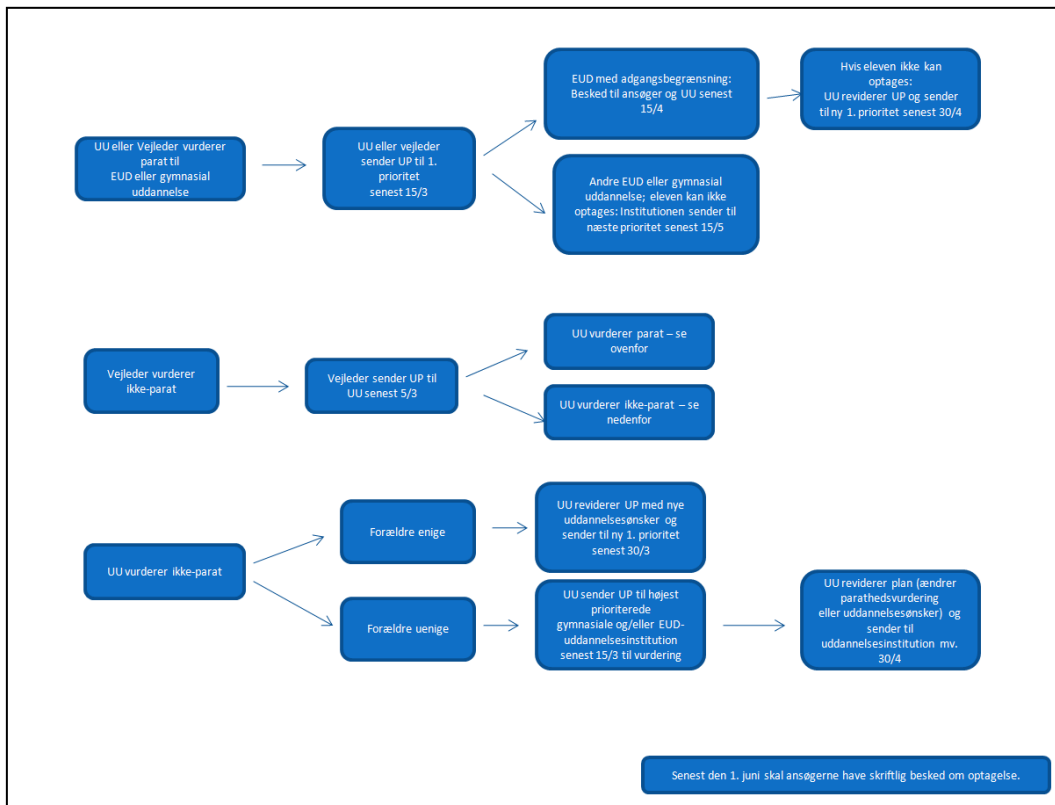 UU eller Vejleder vurderer
parat til
EUD eller gymnasial
uddannelse
UU eller vejleder
sender UP til 1.
prioritet
senest 15/3
EUD med adgangsbegrænsning:
Besked til ansøger og UU senest
15/4
Hvis eleven ikke kan
optages:
UU reviderer UP og sender
til ny 1. prioritet senest 30/4
Andre EUD eller gymnasial
uddannelse; eleven kan ikke
optages: Institutionen sender til
næste prioritet senest 15/5
Vejleder vurderer
ikke-parat
Vejleder sender UP til
UU senest 5/3
UU vurderer parat – se
ovenfor
UU vurderer ikke-parat – se
nedenfor
UU vurderer ikke-parat
Forældre enige
UU reviderer UP med nye
uddannelsesønsker og
sender til ny 1. prioritet
senest 30/3
Forældre uenige
UU sender UP til højest
prioriterede
gymnasiale og/eller EUD-
uddannelsesinstitution
senest 15/3 til vurdering
UU reviderer plan (ændrer
parathedsvurdering
eller uddannelsesønsker) og
sender til
uddannelsesinstitution mv.
30/4
Senest den 1. juni skal ansøgerne have skriftlig besked om optagelse.